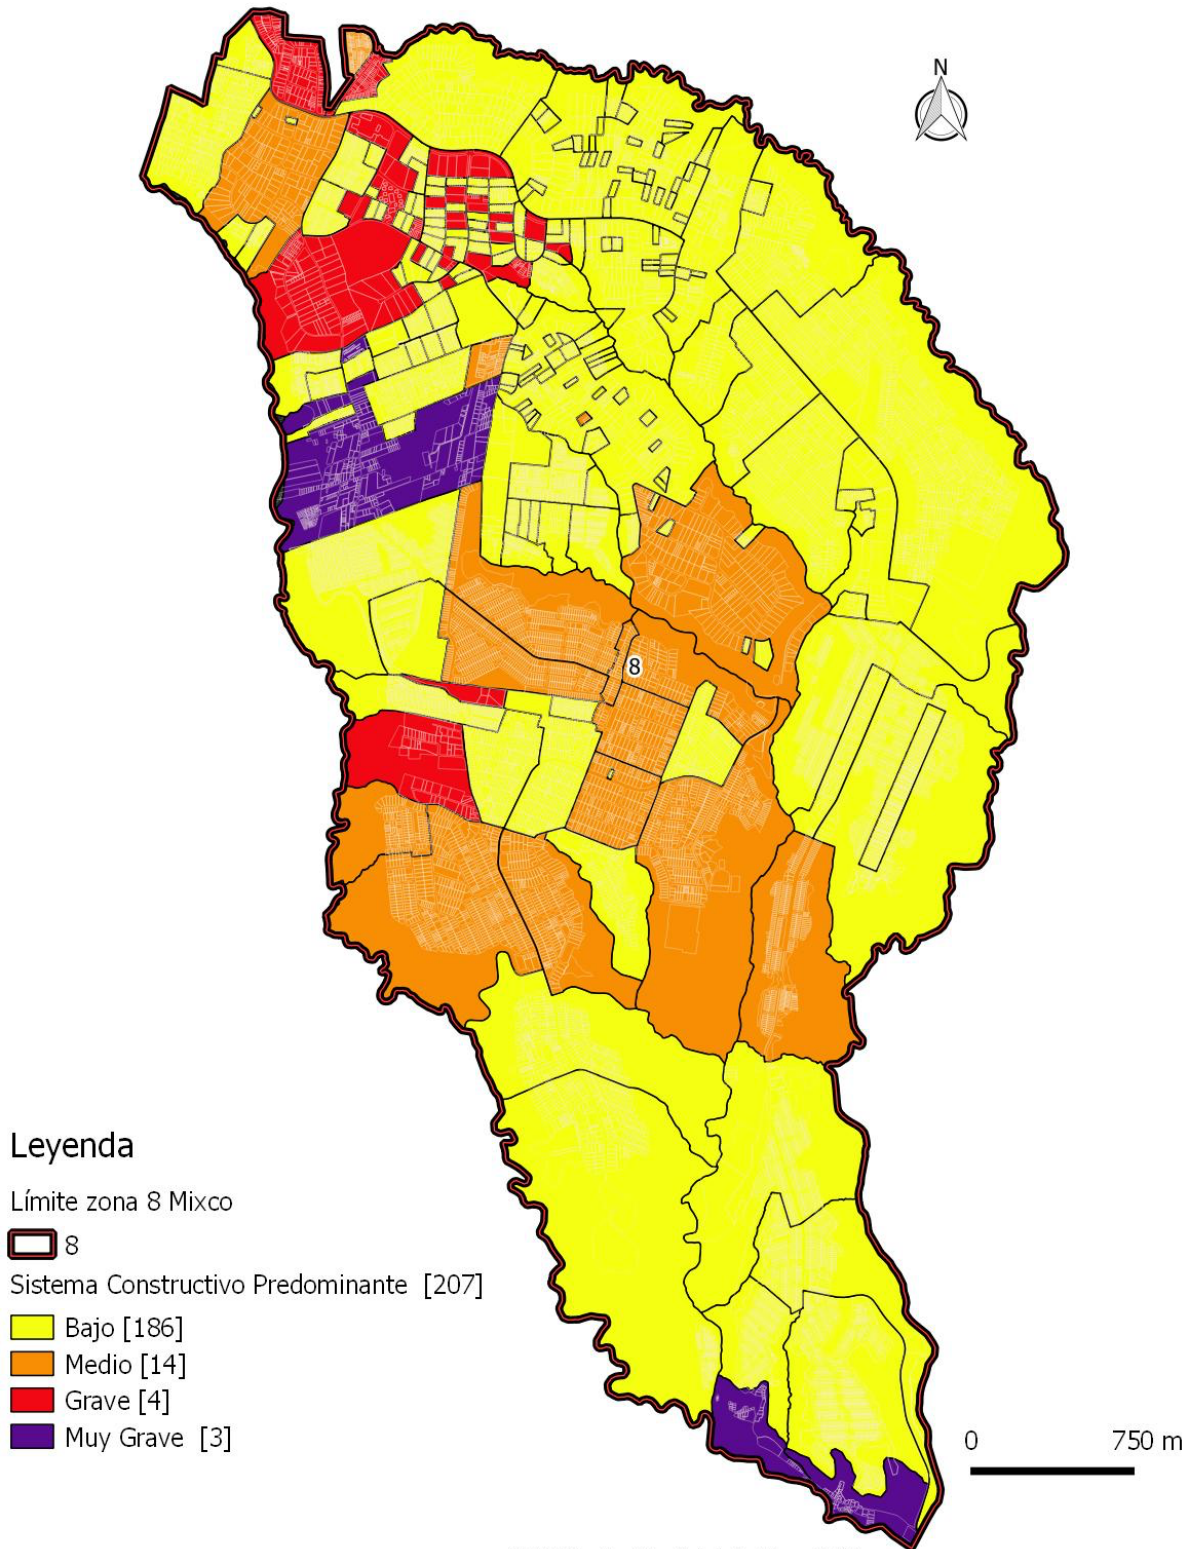 N
8
Leyenda
Límite zona 8 Mixco
8
Sistema Constructivo Predominante [207]
Bajo [186]
Medio [14]
Grave [4]
Muy Grave [3]
0 750 m